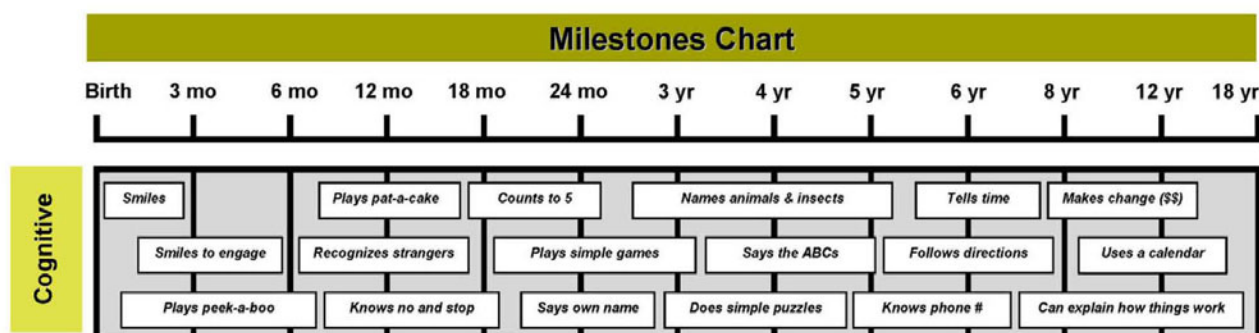 Milestones Chart
Birth 3 mo 6 mo 12 mo 18 mo 24 mo 3 yr 4 yr 5 yr 6 yr 8 yr 12 yr 18 yr
Cognitive
Smiles Plays pat-a-cake Counts to 5 Names animals & insects Tells time Makes change ($$)
Smiles to engage Recognizes strangers Plays simple games Says the ABCs Follows directions Uses a calendar
Plays peek-a-boo Knows no and stop Says own name Does simple puzzles Knows phone # Can explain how things work